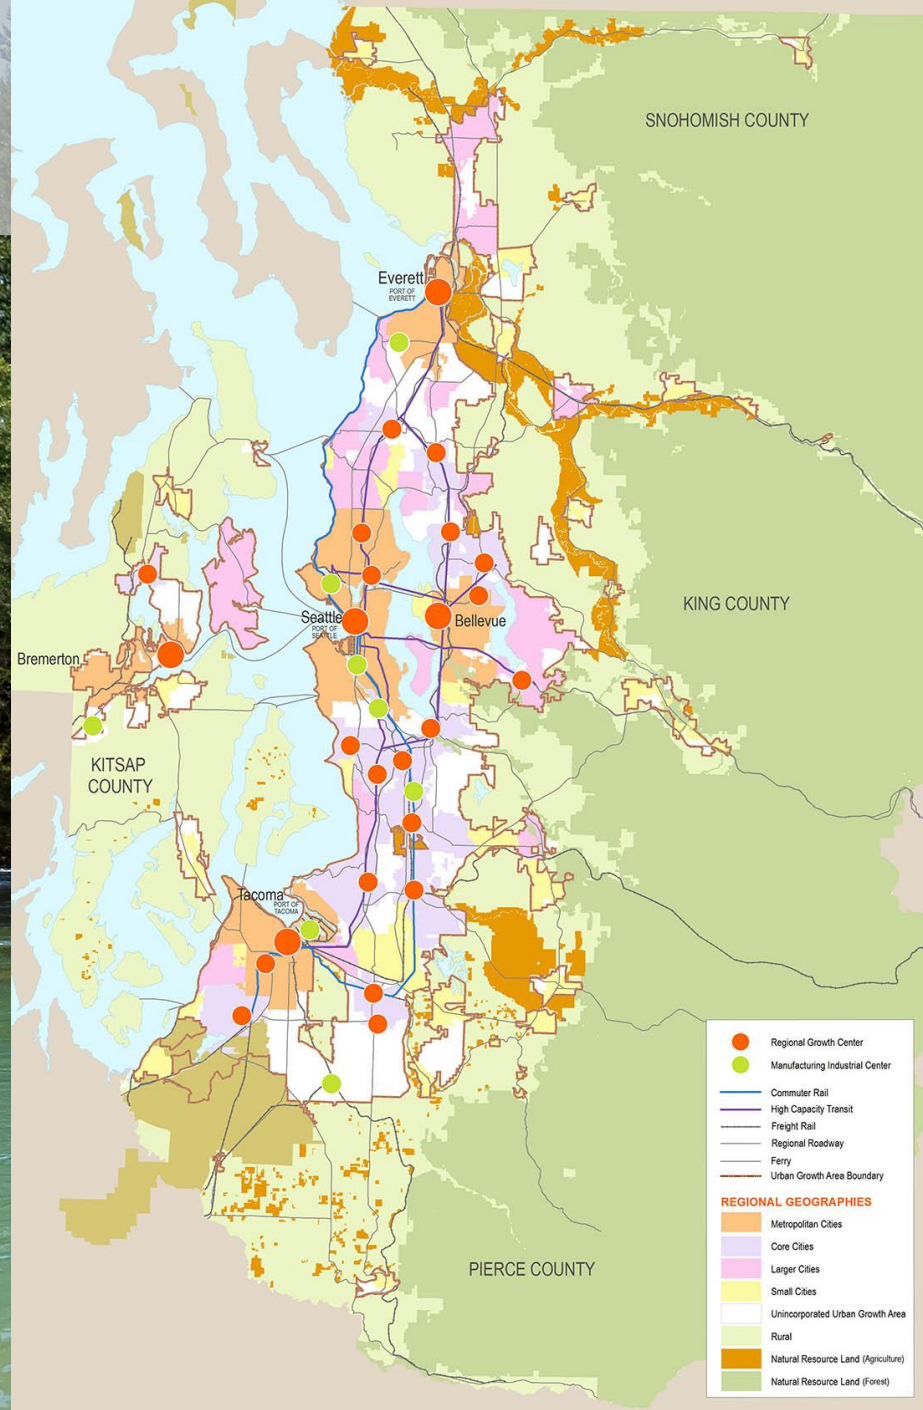 SNOHOMISH COUNTY
Everett
PORT OF
EVERETT
KING COUNTY
Seattle
PORT OF
SEATTLE
Bellevue
Bremerton
KITSAP
COUNTY
Tacoma
PORT OF
TACOMA
PIERCE COUNTY
Regional Growth Center
Manufacturing Industrial Center
Commuter Rail
High Capacity Transit
Freight Rail
Regional Roadway
Ferry
Urban Growth Area Boundary
REGIONAL GEOGRAPHIES
Metropolitan Cities
Core Cities
Larger Cities
Small Cities
Unincorporated Urban Growth Area
Rural
Natural Resource Land (Agriculture)
Natural Resource Land (Forest)